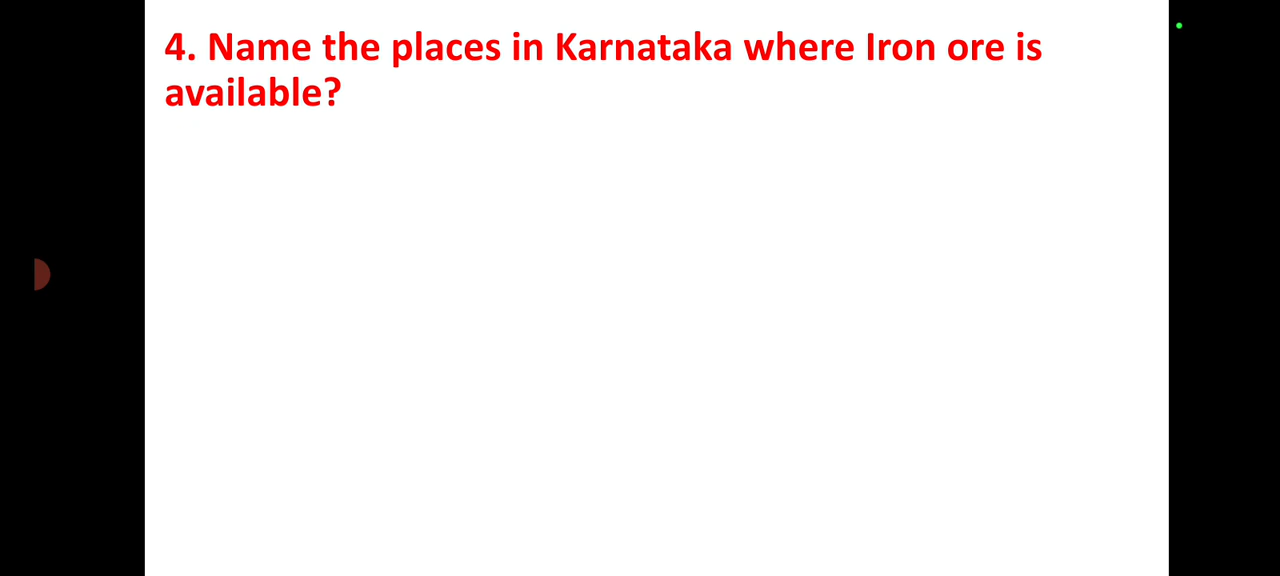 4. Name the places in Karnataka where Iron ore is
available?